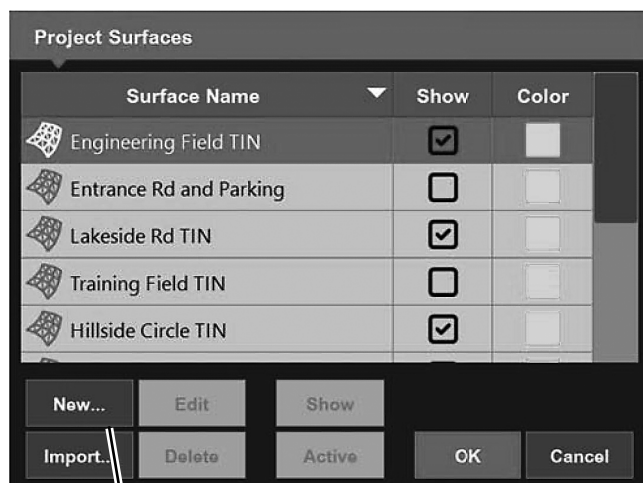 Project Surfaces
Surface Name Show Color
Engineering Field TIN
Entrance Rd and Parking
Lakeside Rd TIN
Training Field TIN
Hillside Circle TIN
New... Edit Show
Import... Delete Active OK Cancel